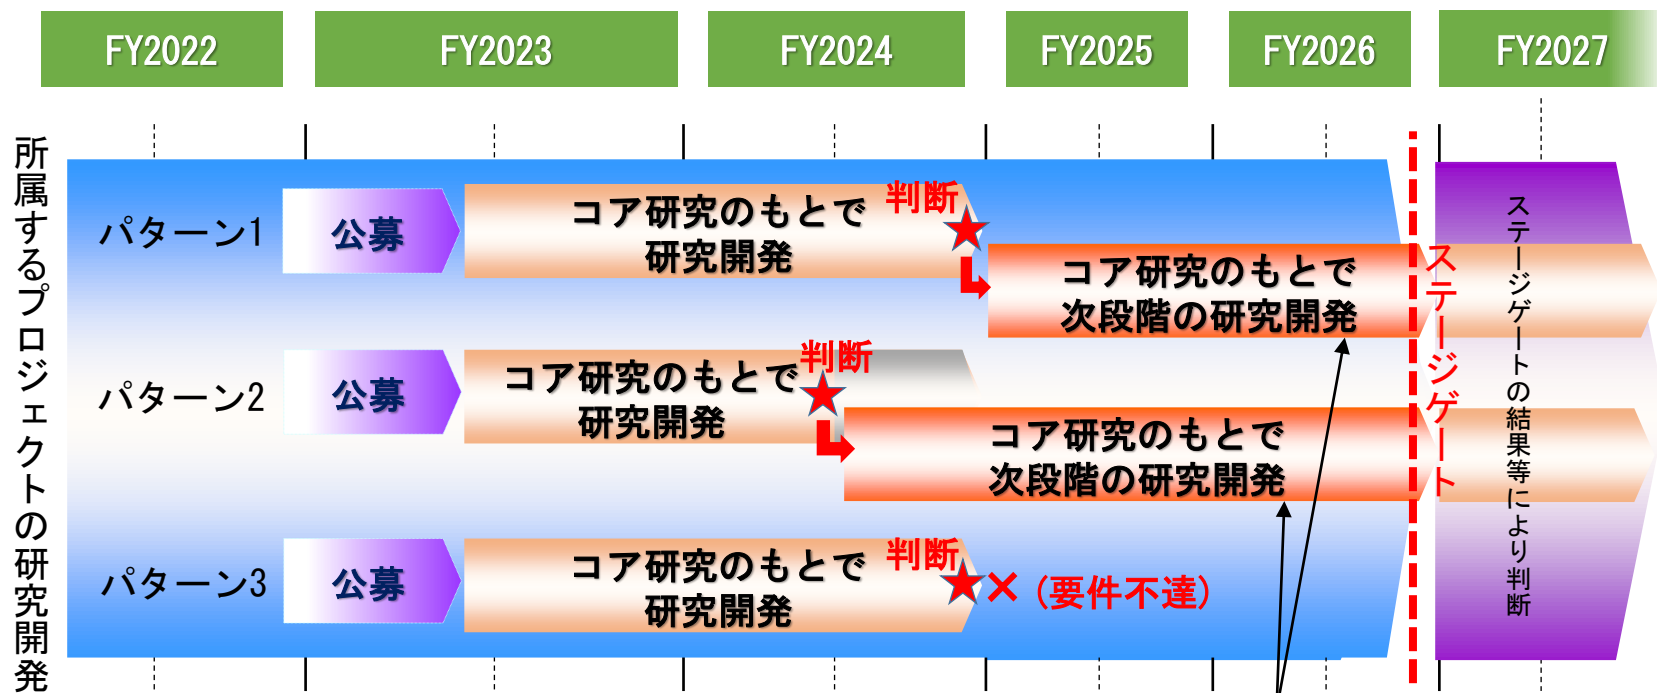 FY2022
FY2023
FY2024
FY2025
FY2026
FY2027
所属するプロジェクトの研究開発
パターン1
公募
コア研究のもとで
研究開発
判断
コア研究のもとで
次段階の研究開発
パターン2
公募
コア研究のもとで
研究開発
判断
コア研究のもとで
次段階の研究開発
パターン3
公募
コア研究のもとで
研究開発
判断
×(要件不達)
ステージゲート
ステージゲートの結果等により判断